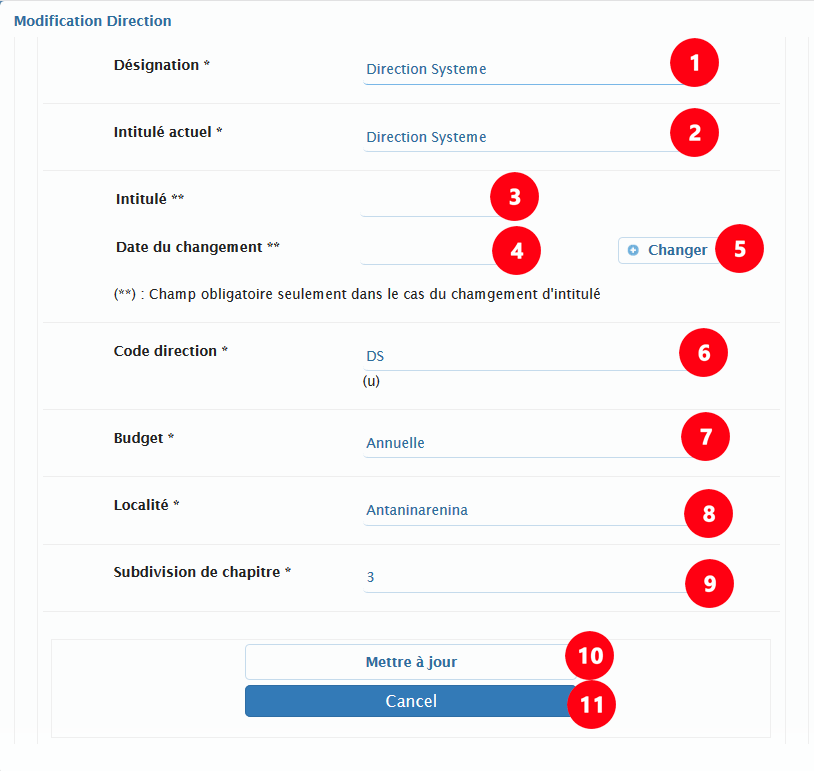 Modification Direction
Désignation * Direction Systeme 1
Intitulé actuel * Direction Systeme 2
Intitulé ** 3
Date du changement ** 4 Changer 5
(**) : Champ obligatoire seulement dans le cas du chamgement d'intitulé
Code direction * DS 6
(u)
Budget * Annuelle 7
Localité * Antaninarenina 8
Subdivision de chapitre * 3 9
Mettre à jour 10
Cancel 11